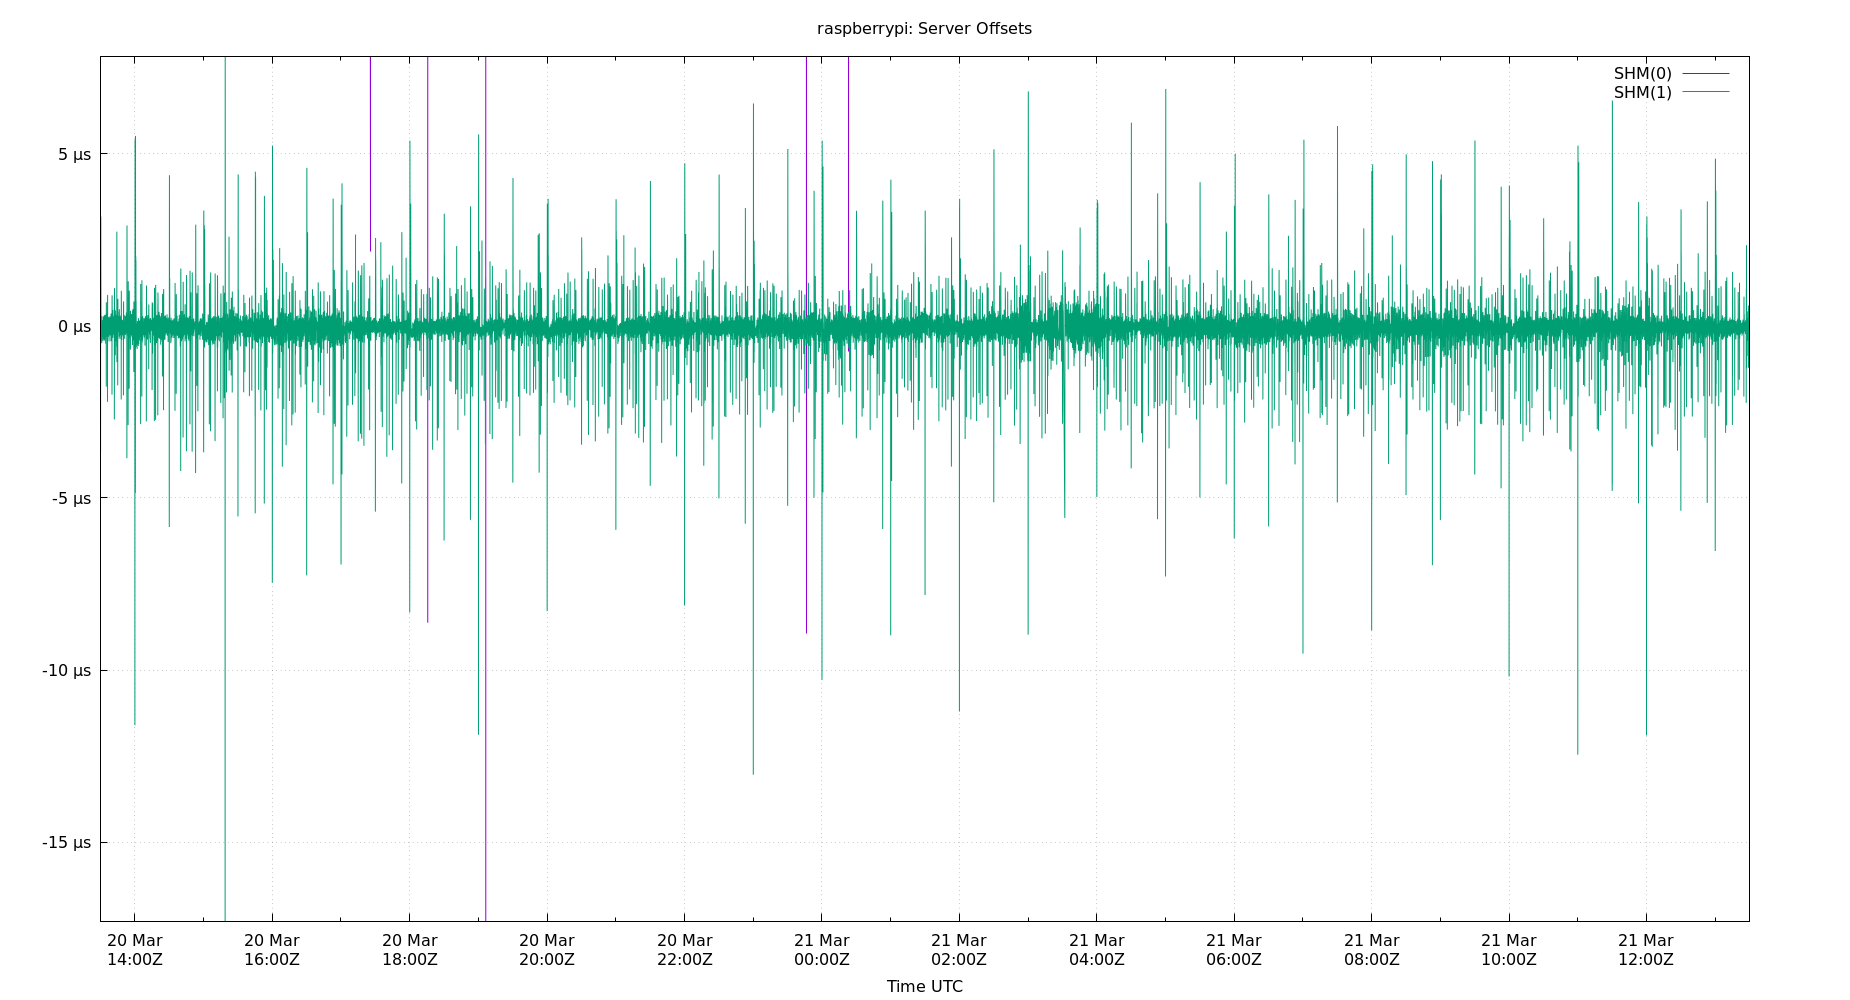 raspberrypi: Server Offsets
SHM(0)
SHM(1)
5 µs
0 µs
-5 µs
-10 µs
-15 µs
20 Mar 20 Mar 20 Mar 20 Mar 20 Mar 21 Mar 21 Mar 21 Mar 21 Mar 21 Mar 21 Mar 21 Mar
14:00Z 16:00Z 18:00Z 20:00Z 22:00Z 00:00Z 02:00Z 04:00Z 06:00Z 08:00Z 10:00Z 12:00Z
Time UTC